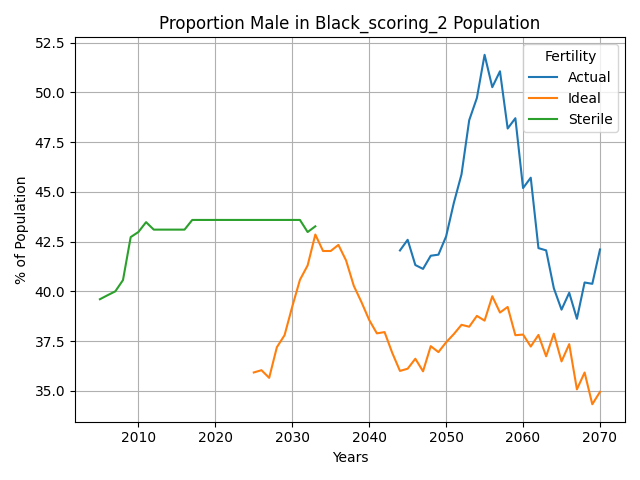 Proportion Male in Black_scoring_2 Population
Fertility
Actual
Ideal
Sterile
% of Population
52.5
50.0
47.5
45.0
42.5
40.0
37.5
35.0
2010 2020 2030 2040 2050 2060 2070
Years